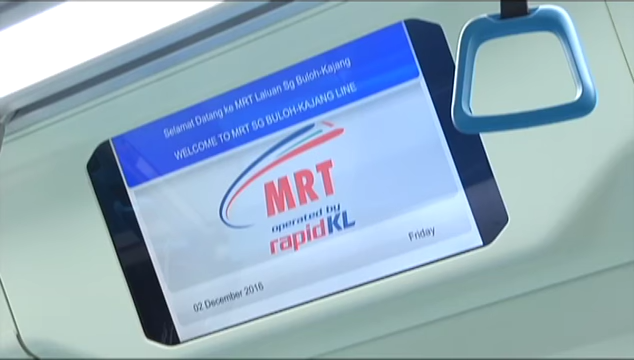 Selamat Datang ke MRT Laluan Sg Buloh-Kajang
WELCOME TO MRT SG BULOH-KAJANG LINE
MRT
operated by
rapidKL
02 December 2016
Friday